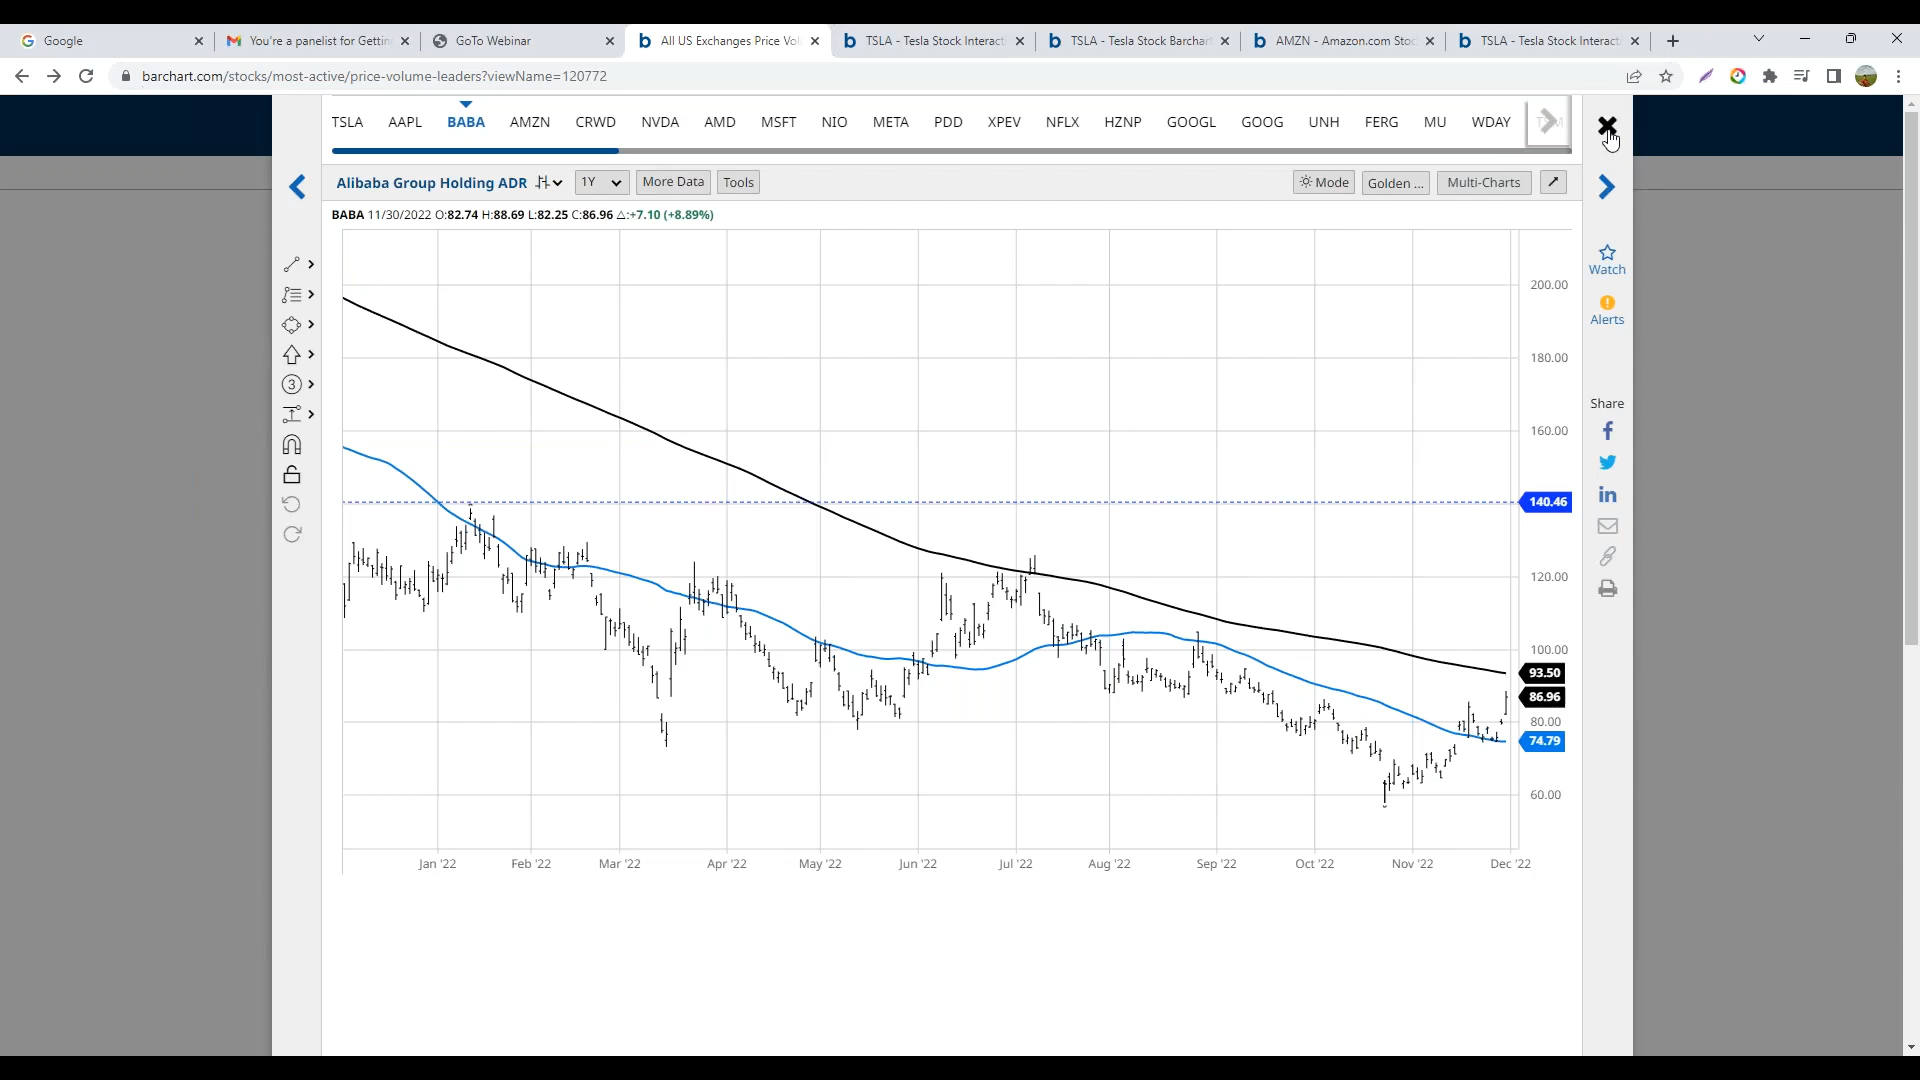 Google
You're a panelist for Gettin
GoTo Webinar
All US Exchanges Price Vol
TSLA - Tesla Stock Interacti
TSLA - Tesla Stock Barchart
AMZN - Amazon.com Stoc
TSLA - Tesla Stock Interacti
barchart.com/stocks/most-active/price-volume-leaders?viewName=120772
TSLA AAPL BABA AMZN CRWD NVDA AMD MSFT NIO META PDD XPEV NFLX HZNP GOOGL GOOG UNH FERG MU WDAY
Alibaba Group Holding ADR 1Y More Data Tools Mode Golden ... Multi-Charts
BABA 11/30/2022 O:82.74 H:88.69 L:82.25 C:86.96 △:+7.10 (+8.89%)
Watch
Alerts
Share
3
200.00
180.00
160.00
140.46
120.00
100.00
93.50
86.96
80.00
74.79
60.00
Jan '22 Feb '22 Mar '22 Apr '22 May '22 Jun '22 Jul '22 Aug '22 Sep '22 Oct '22 Nov '22 Dec '22